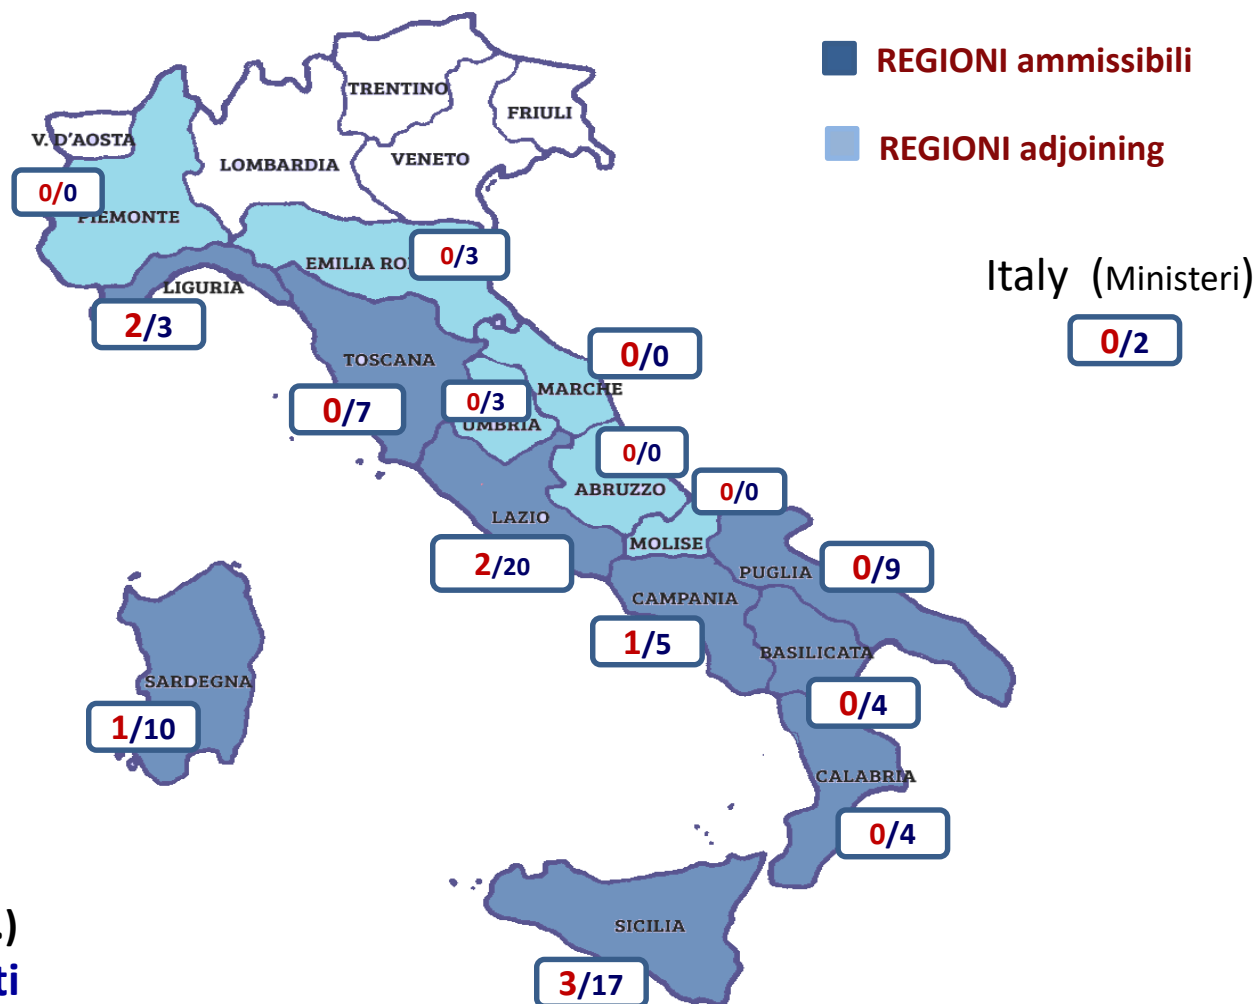 REGIONI ammissibili
TRENTINO
FRIULI
V. D'AOSTA
REGIONI adjoining
VENETO
LOMBARDIA
0/0
PIEMONTE
EMILIA RO
0/3
Italy (Ministeri)
LIGURIA
2/3
0/2
TOSCANA
0/0
MARCHE
0/3
0/7
UMBRIA
0/0
ABRUZZO
0/0
LAZIO
MOLISE
2/20
PUGLIA
0/9
CAMPANIA
1/5
BASILICATA
SARDEGNA
0/4
1/10
CALABRIA
0/4
SICILIA
.)
ti
3/17